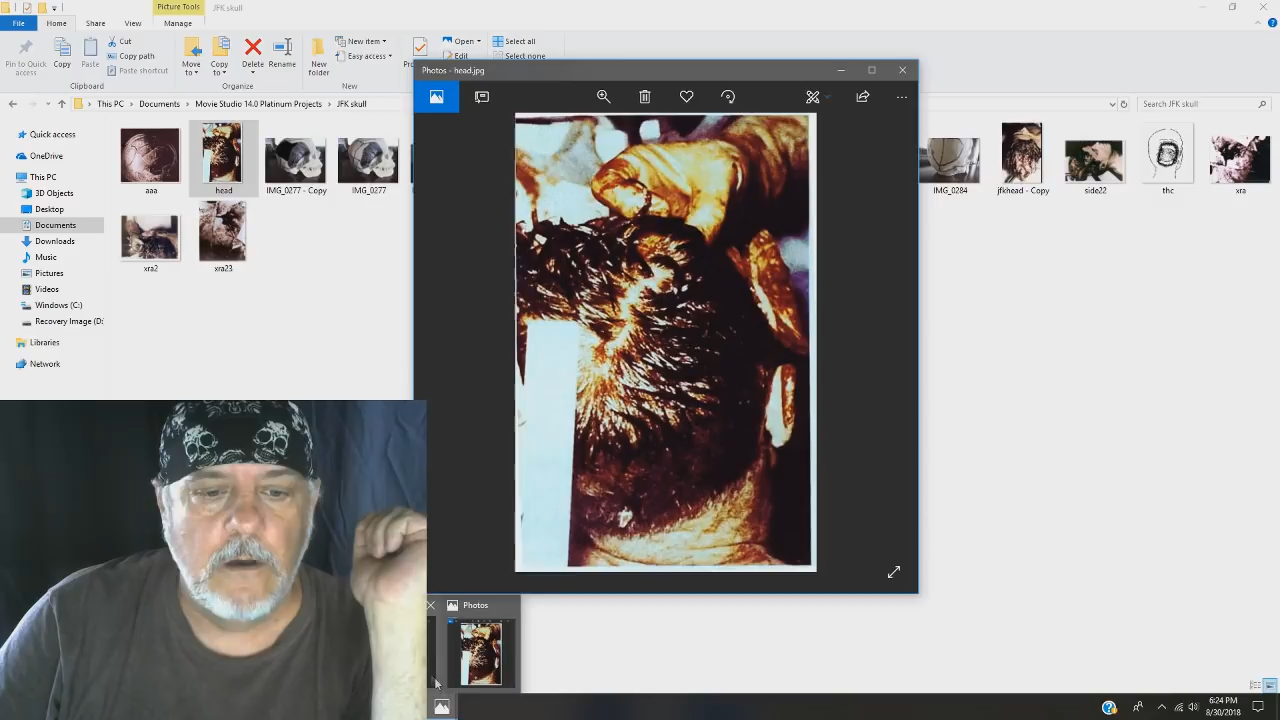 Picture Tools
JFK skull
File
Home
Share
View
Manage
Pin to Quick access
Copy
Paste
Cut
Copy path
Paste shortcut
Clipboard
Move to
Copy to
Delete
Rename
Organize
New folder
New item
Easy access
New
Open
Edit
Select all
Select none
This PC
Documents
Movie Studio 14.0 Platinum Projects
JFK skull
Search JFK skull
Photos - head.jpg
Quick access
OneDrive
This PC
3D Objects
Desktop
Documents
Downloads
Music
Pictures
Videos
Windows (C:)
Recovery Image (D:
Libraries
Network
aaa
head
IMG_0277 - Copy
IMG_0277
IMG_0284
jfkhead - Copy
side22
thc
xra
xra2
xra23
Photos
6:24 PM
8/30/2018